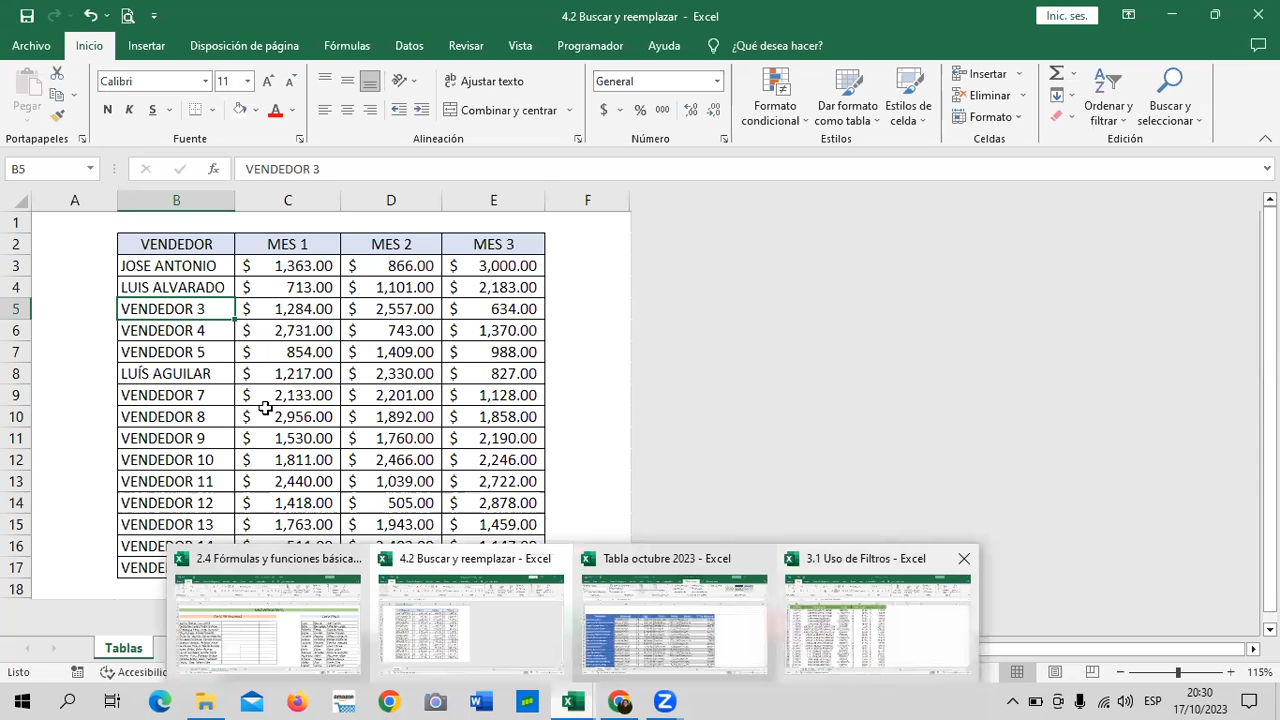 4.2 Buscar y reemplazar - Excel
Inic. ses.
Archivo Inicio Insertar Disposición de página Fórmulas Datos Revisar Vista Programador Ayuda ¿Qué desea hacer?
Pegar
Calibri 11
Ajustar texto
General
Insertar
Eliminar
Formato
N K S
Combinar y centrar
$ % 000
Formato condicional
Dar formato como tabla
Estilos de celda
Ordenar y filtrar
Buscar y seleccionar
Portapapeles Fuente Alineación Número Estilos Celdas Edición
B5 fx VENDEDOR 3
A B C D E F
1
2 VENDEDOR MES 1 MES 2 MES 3
3 JOSE ANTONIO $ 1,363.00 $ 866.00 $ 3,000.00
4 LUIS ALVARADO $ 713.00 $ 1,101.00 $ 2,183.00
5 VENDEDOR 3 $ 1,284.00 $ 2,557.00 $ 634.00
6 VENDEDOR 4 $ 2,731.00 $ 743.00 $ 1,370.00
7 VENDEDOR 5 $ 854.00 $ 1,409.00 $ 988.00
8 LUÍS AGUILAR $ 1,217.00 $ 2,330.00 $ 827.00
9 VENDEDOR 7 $ 2,133.00 $ 2,201.00 $ 1,128.00
10 VENDEDOR 8 $ 2,956.00 $ 1,892.00 $ 1,858.00
11 VENDEDOR 9 $ 1,530.00 $ 1,760.00 $ 2,190.00
12 VENDEDOR 10 $ 1,811.00 $ 2,466.00 $ 2,246.00
13 VENDEDOR 11 $ 2,440.00 $ 1,039.00 $ 2,722.00
14 VENDEDOR 12 $ 1,418.00 $ 505.00 $ 2,878.00
15 VENDEDOR 13 $ 1,763.00 $ 1,943.00 $ 1,459.00
16
17 VENDE
18
2.4 Fórmulas y funciones básica...
4.2 Buscar y reemplazar - Excel
Tabla octubre 2023 - Excel
3.1 Uso de Filtros - Excel
Listo
115%
ESP
20:30
17/10/2023